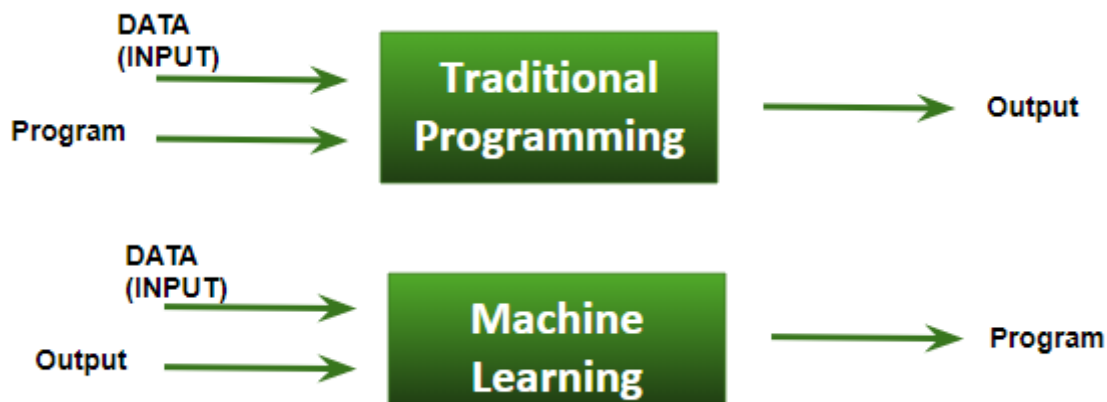 DATA
(INPUT)
Program
Traditional
Programming
Output
DATA
(INPUT)
Output
Machine
Learning
Program